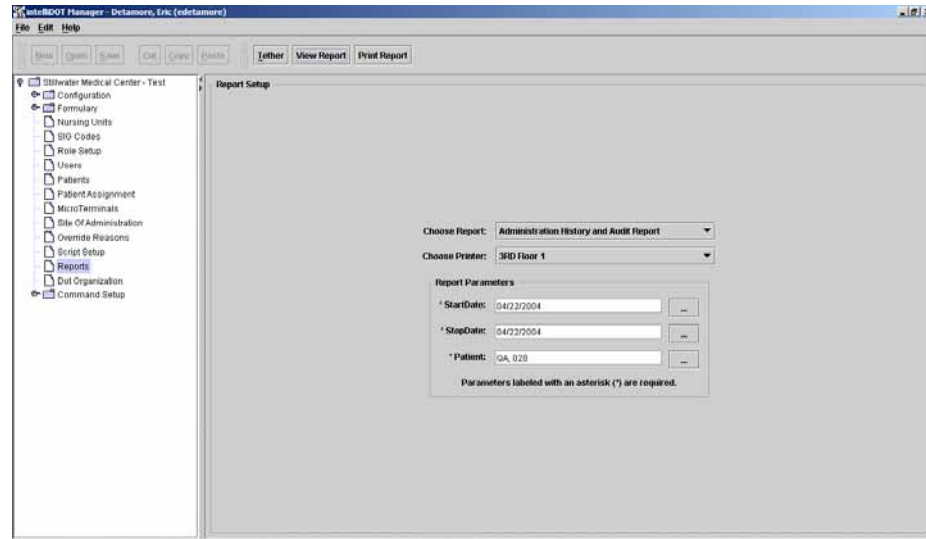 intelliDOT Manager - Detamore, Eric (edetamore)
File Edit Help
New Open Save Cut Copy Paste Tether View Report Print Report
Stillwater Medical Center - Test
Configuration
Formulary
Nursing Units
SIG Codes
Role Setup
Users
Patients
Patient Assignment
MicroTerminals
Site Of Administration
Override Reasons
Script Setup
Reports
Dot Organization
Command Setup
Report Setup
Choose Report: Administration History and Audit Report
Choose Printer: 3RD Floor 1
Report Parameters
* StartDate: 04/22/2004 ...
* StopDate: 04/22/2004 ...
* Patient: QA, 028 ...
Parameters labeled with an asterisk (*) are required.